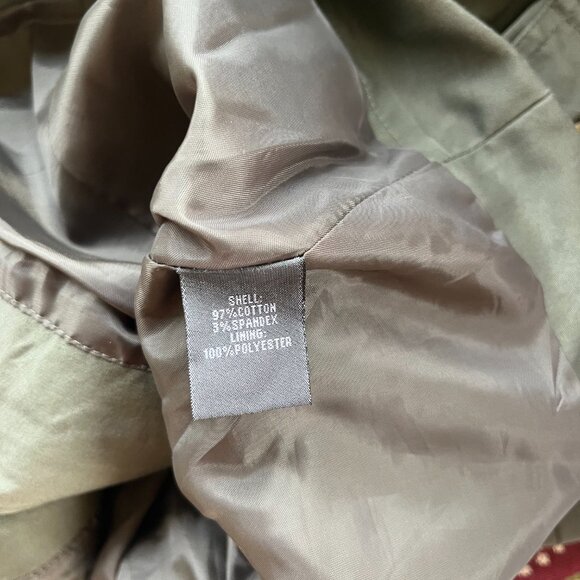 SHELL:
97%COTTON
3%SPANDEX
LINING:
100%POLYESTER